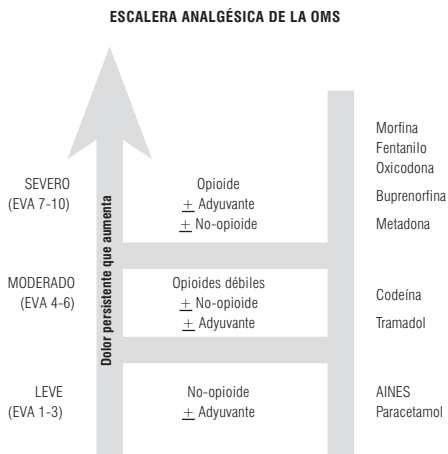 ESCALERA ANALGÉSICA DE LA OMS
Dolor persistente que aumenta
SEVERO
(EVA 7-10)
Opioide
+ Adyuvante
+ No-opioide
Morfina
Fentanilo
Oxicodona
Buprenorfina
Metadona
MODERADO
(EVA 4-6)
Opioides débiles
+ No-opioide
+ Adyuvante
Codeína
Tramadol
LEVE
(EVA 1-3)
No-opioide
+ Adyuvante
AINES
Paracetamol